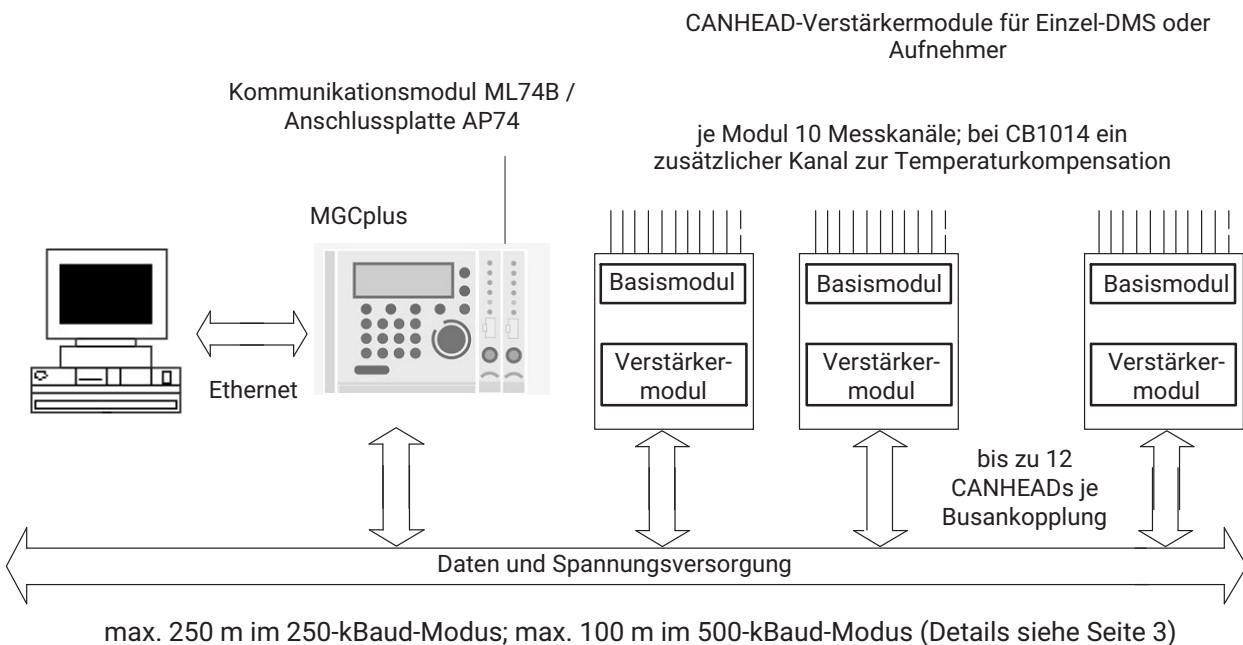 CANHEAD-Verstärkermodule für Einzel-DMS oder
Aufnehmer
Kommunikationsmodul ML74B /
Anschlussplatte AP74
je Modul 10 Messkanäle; bei CB1014 ein
zusätzlicher Kanal zur Temperaturkompensation
MGCplus
Basismodul
Basismodul
Basismodul
Verstärker-
modul
Verstärker-
modul
Verstärker-
modul
Ethernet
bis zu 12
CANHEADs je
Busankopplung
Daten und Spannungsversorgung
max. 250 m im 250-kBaud-Modus; max. 100 m im 500-kBaud-Modus (Details siehe Seite 3)